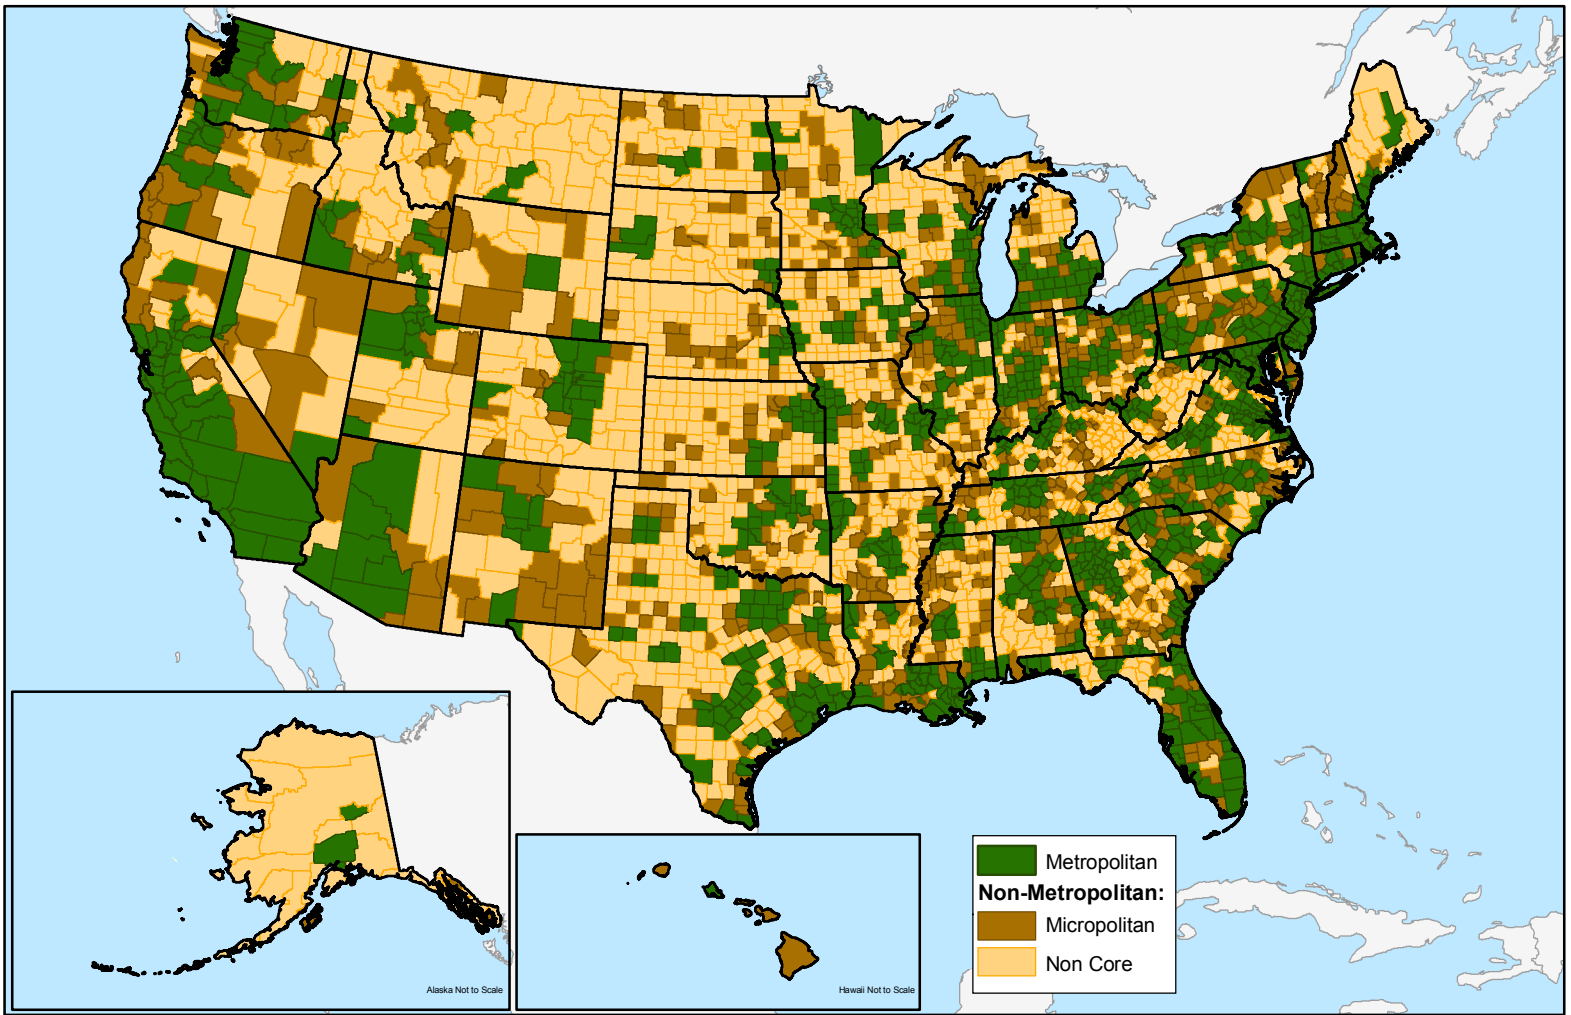 Metropolitan
Non-Metropolitan:
Micropolitan
Non Core
Alaska Not to Scale
Hawaii Not to Scale